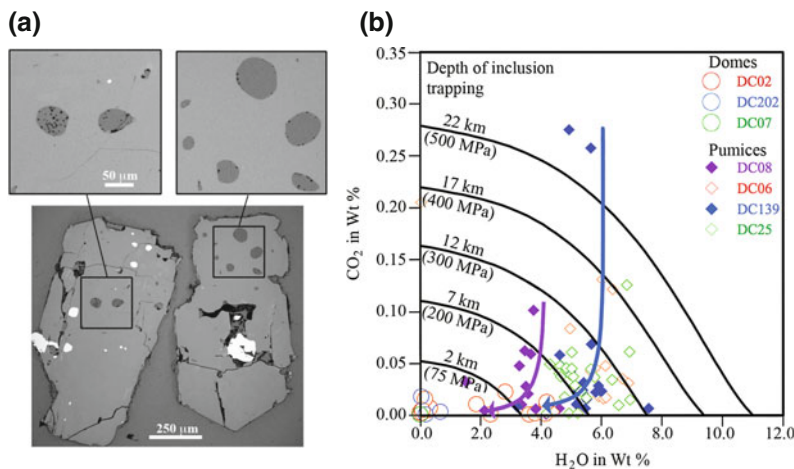 (a)
50 µm
250 µm
(b)
CO2 in Wt %
0.35
0.30
0.25
0.20
0.15
0.10
0.05
0.00
Depth of inclusion
trapping
22 km
(500 MPa)
17 km
(400 MPa)
12 km
(300 MPa)
7 km
(200 MPa)
2 km
(75 MPa)
Domes
DC02
DC202
DC07
Pumices
DC08
DC06
DC139
DC25
0.0 2.0 4.0 6.0 8.0 10.0 12.0
H2O in Wt %